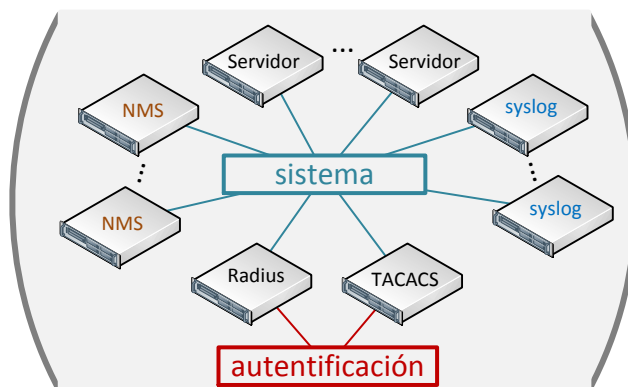 Servidor
...
Servidor
NMS
syslog
...
...
sistema
NMS
syslog
Radius
TACACS
autentificación